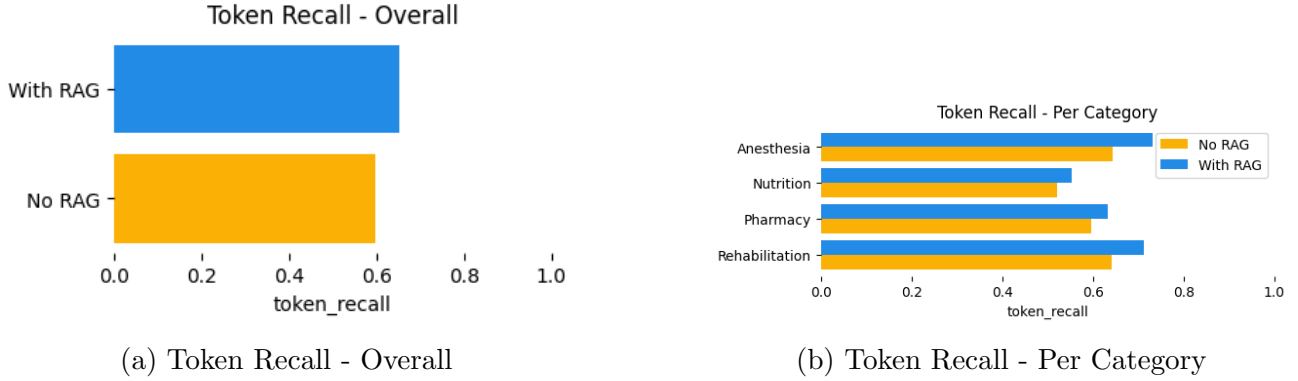 Token Recall - Overall
With RAG
No RAG
0.0 0.2 0.4 0.6 0.8 1.0
token_recall
(a) Token Recall - Overall
Token Recall - Per Category
Anesthesia
Nutrition
Pharmacy
Rehabilitation
No RAG
With RAG
0.0 0.2 0.4 0.6 0.8 1.0
token_recall
(b) Token Recall - Per Category